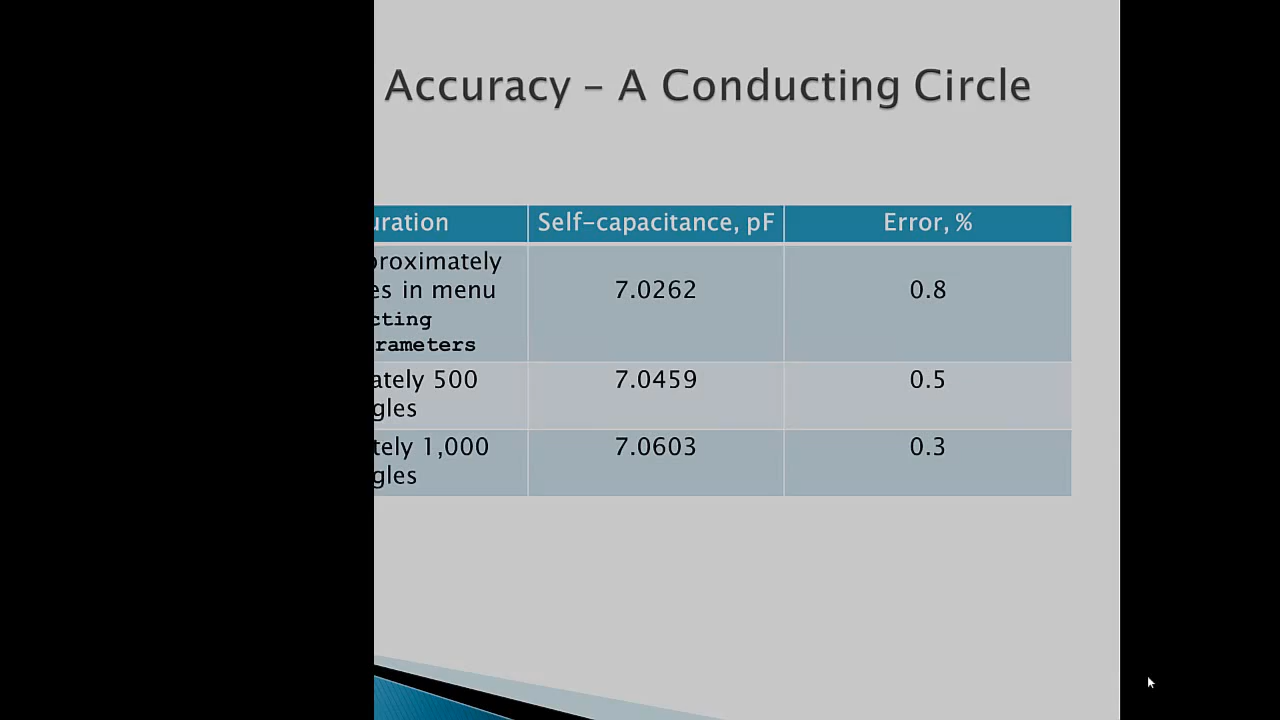 Accuracy – A Conducting Circle
uration Self-capacitance, pF Error, %
proximately
es in menu 7.0262 0.8
cting
rameters
ately 500 7.0459 0.5
gles
tely 1,000 7.0603 0.3
gles